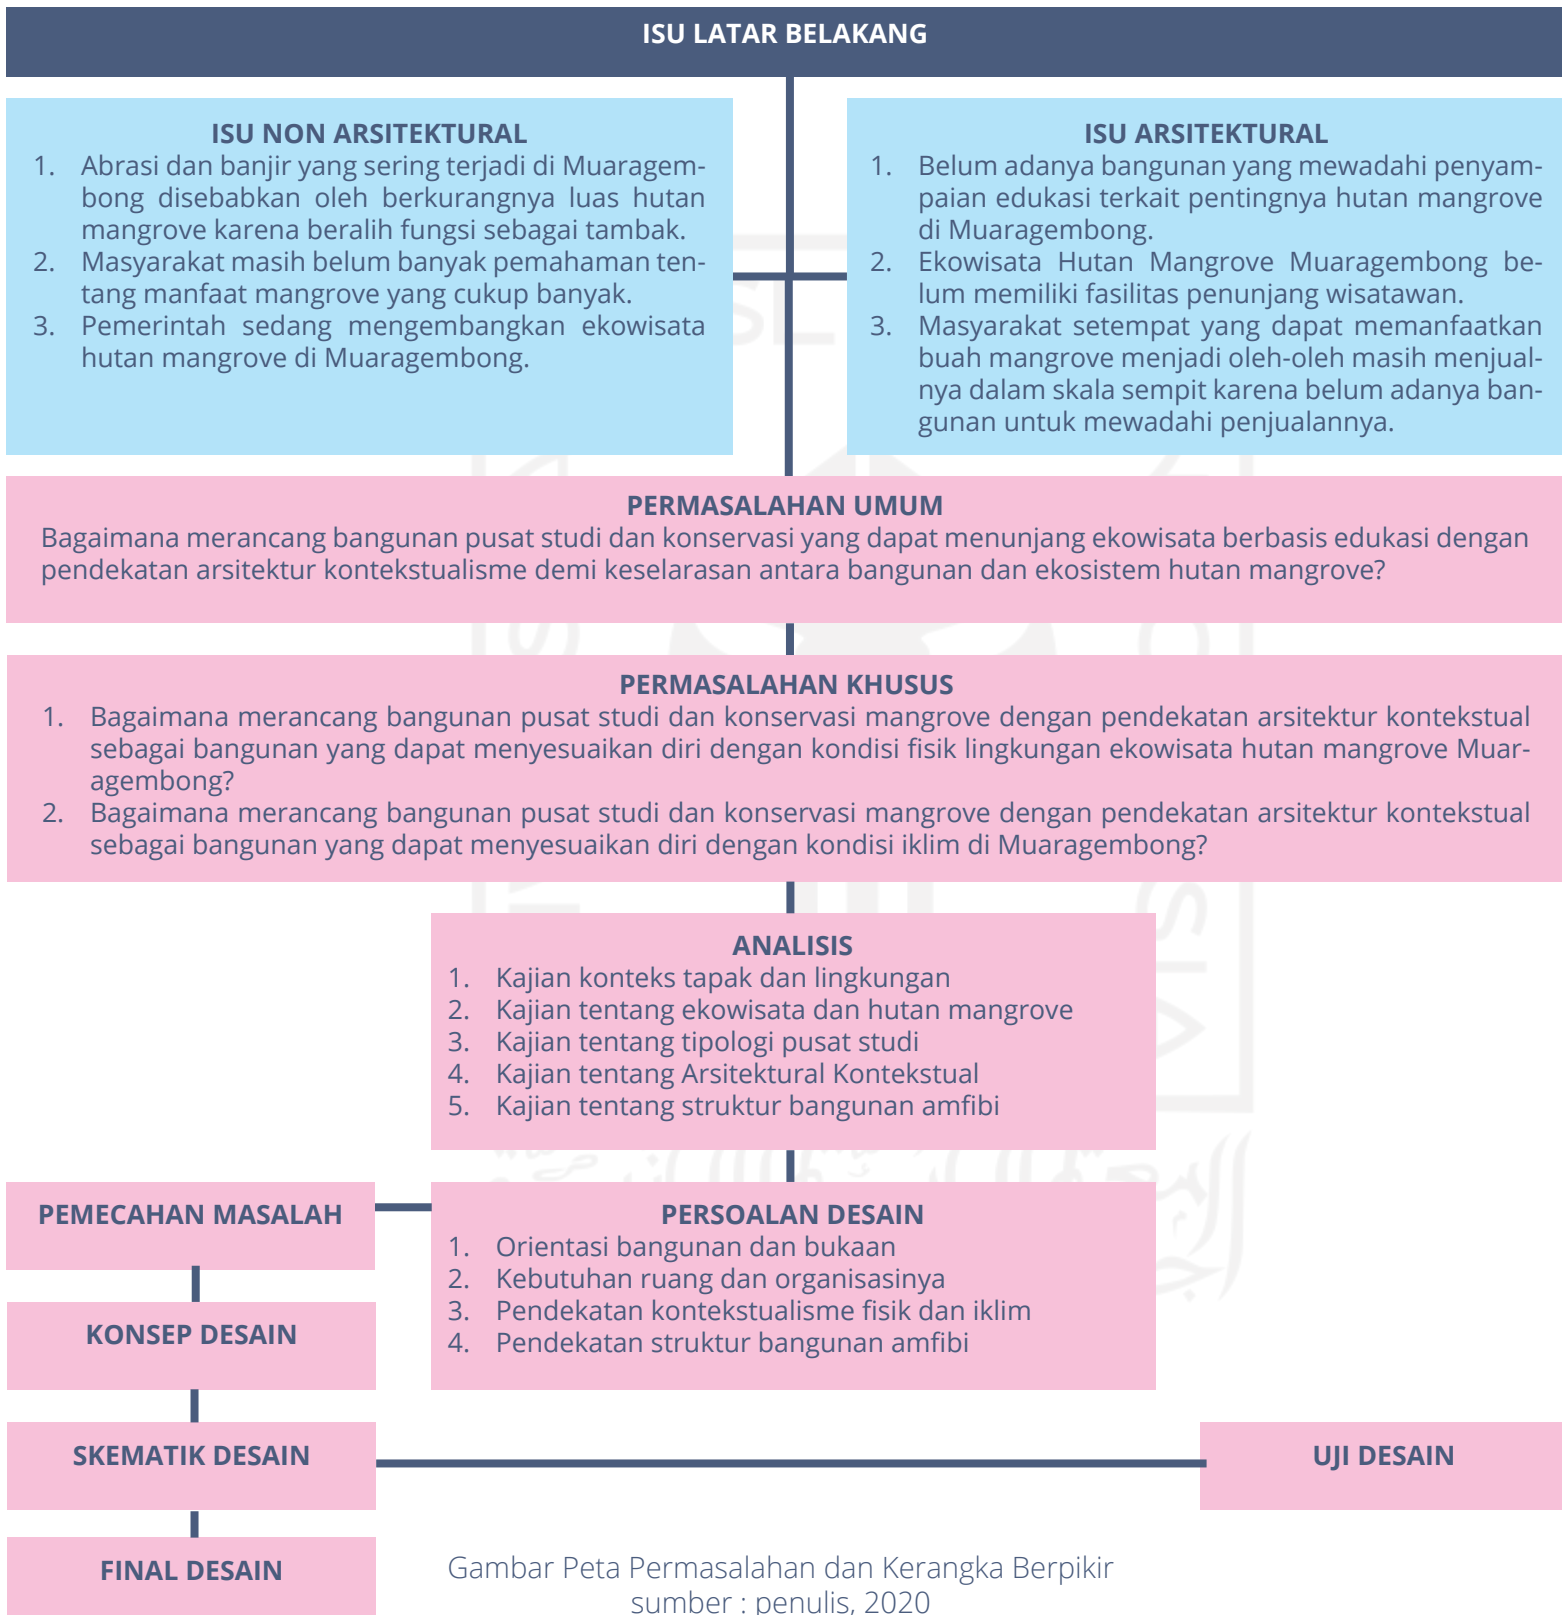 ISU LATAR BELAKANG
ISU NON ARSITEKTURAL
1. Abrasi dan banjir yang sering terjadi di Muaragem-
bong disebabkan oleh berkurangnya luas hutan
mangrove karena beralih fungsi sebagai tambak.
2. Masyarakat masih belum banyak pemahaman ten-
tang manfaat mangrove yang cukup banyak.
3. Pemerintah sedang mengembangkan ekowisata
hutan mangrove di Muaragembong.
ISU ARSITEKTURAL
1. Belum adanya bangunan yang mewadahi penyam-
paian edukasi terkait pentingnya hutan mangrove
di Muaragembong.
2. Ekowisata Hutan Mangrove Muaragembong be-
lum memiliki fasilitas penunjang wisatawan.
3. Masyarakat setempat yang dapat memanfaatkan
buah mangrove menjadi oleh-oleh masih menjual-
nya dalam skala sempit karena belum adanya ban-
gunan untuk mewadahi penjualannya.
PERMASALAHAN UMUM
Bagaimana merancang bangunan pusat studi dan konservasi yang dapat menunjang ekowisata berbasis edukasi dengan
pendekatan arsitektur kontekstualisme demi keselarasan antara bangunan dan ekosistem hutan mangrove?
PERMASALAHAN KHUSUS
1. Bagaimana merancang bangunan pusat studi dan konservasi mangrove dengan pendekatan arsitektur kontekstual
sebagai bangunan yang dapat menyesuaikan diri dengan kondisi fisik lingkungan ekowisata hutan mangrove Muar-
agembong?
2. Bagaimana merancang bangunan pusat studi dan konservasi mangrove dengan pendekatan arsitektur kontekstual
sebagai bangunan yang dapat menyesuaikan diri dengan kondisi iklim di Muaragembong?
ANALISIS
1. Kajian konteks tapak dan lingkungan
2. Kajian tentang ekowisata dan hutan mangrove
3. Kajian tentang tipologi pusat studi
4. Kajian tentang Arsitektural Kontekstual
5. Kajian tentang struktur bangunan amfibi
PEMECAHAN MASALAH
PERSOALAN DESAIN
1. Orientasi bangunan dan bukaan
2. Kebutuhan ruang dan organisasinya
3. Pendekatan kontekstualisme fisik dan iklim
4. Pendekatan struktur bangunan amfibi
KONSEP DESAIN
SKEMATIK DESAIN
UJI DESAIN
FINAL DESAIN
Gambar Peta Permasalahan dan Kerangka Berpikir
sumber : penulis, 2020